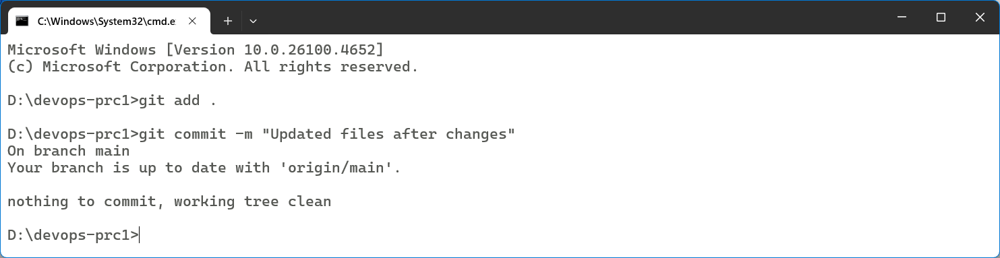 C:\Windows\System32\cmd.e
Microsoft Windows [Version 10.0.26100.4652]
(c) Microsoft Corporation. All rights reserved.
D:\devops-prc1>git add .
D:\devops-prc1>git commit -m "Updated files after changes"
On branch main
Your branch is up to date with 'origin/main'.
nothing to commit, working tree clean
D:\devops-prc1>